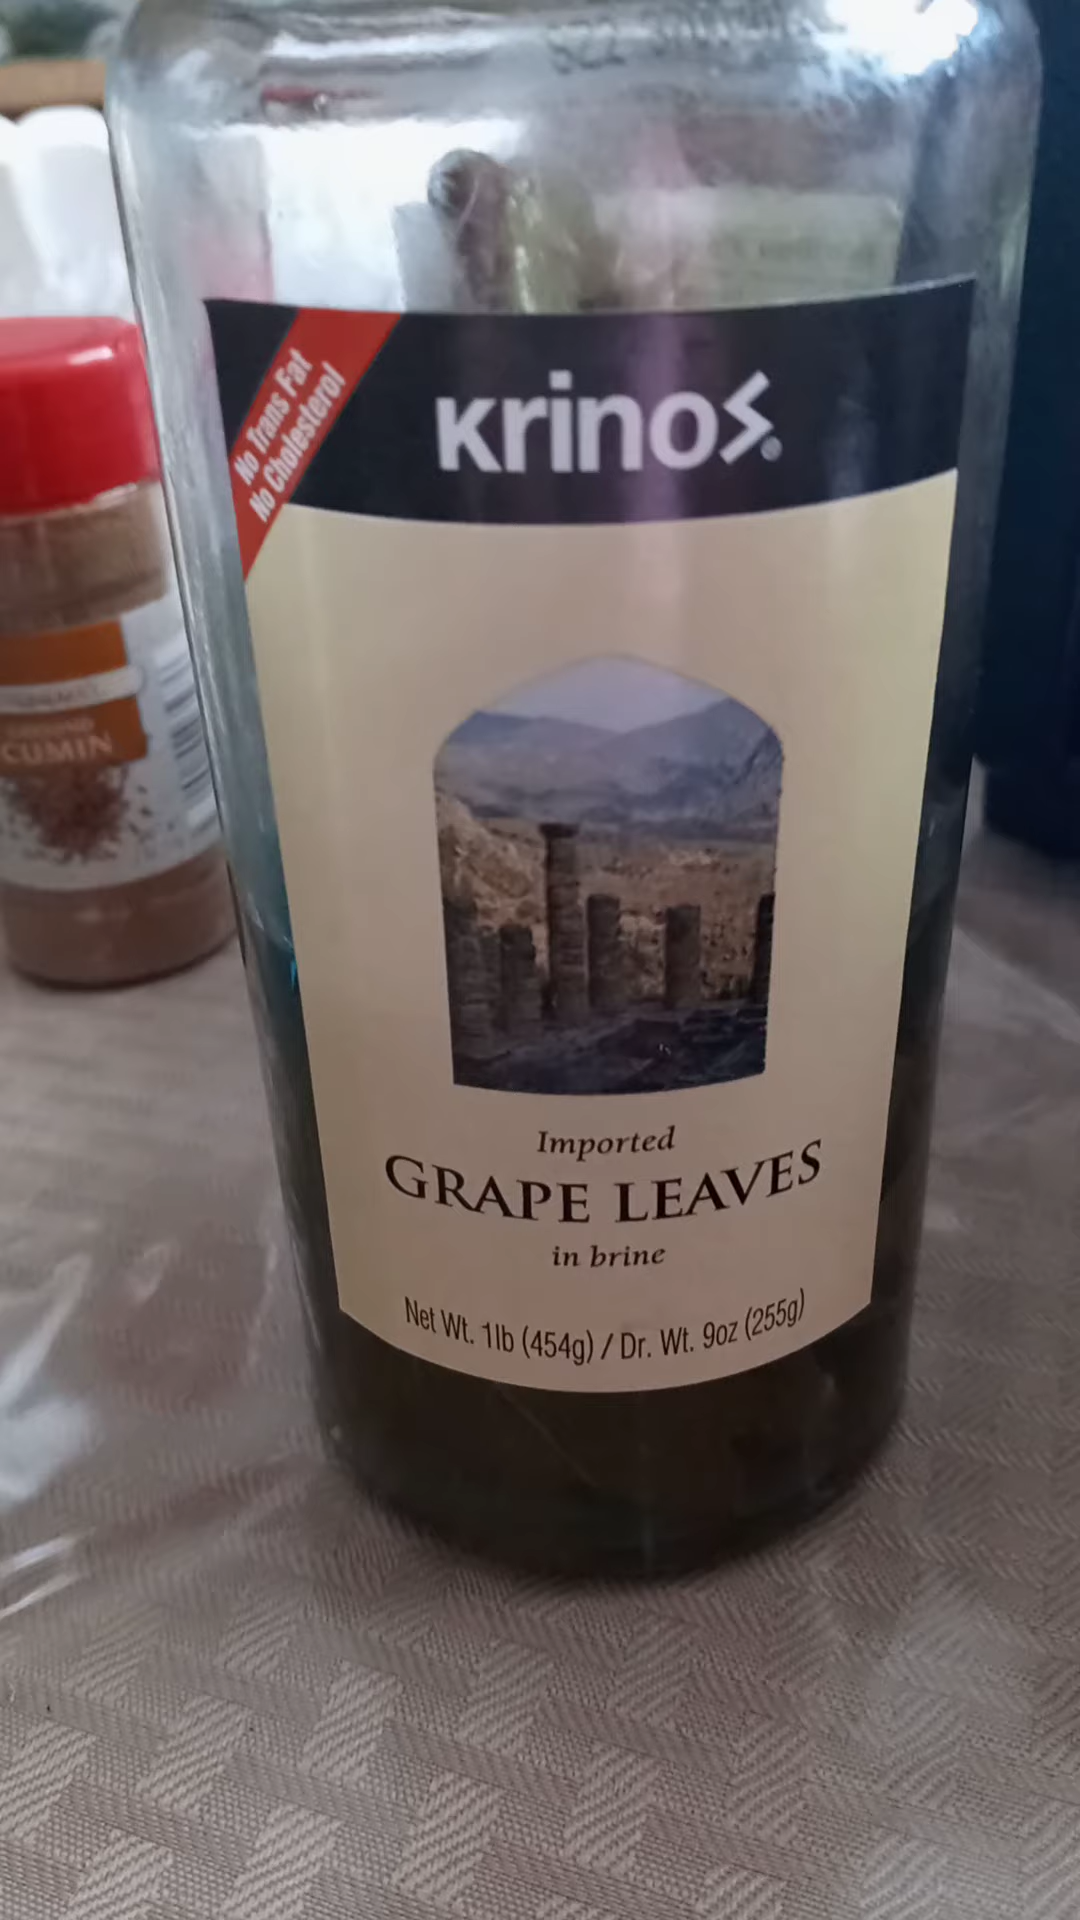 No Trans Fat
No Cholesterol
Krinos®
Imported
GRAPE LEAVES
in brine
Net Wt. 1lb (454g) / Dr. Wt. 9oz (255g)
CUMIN